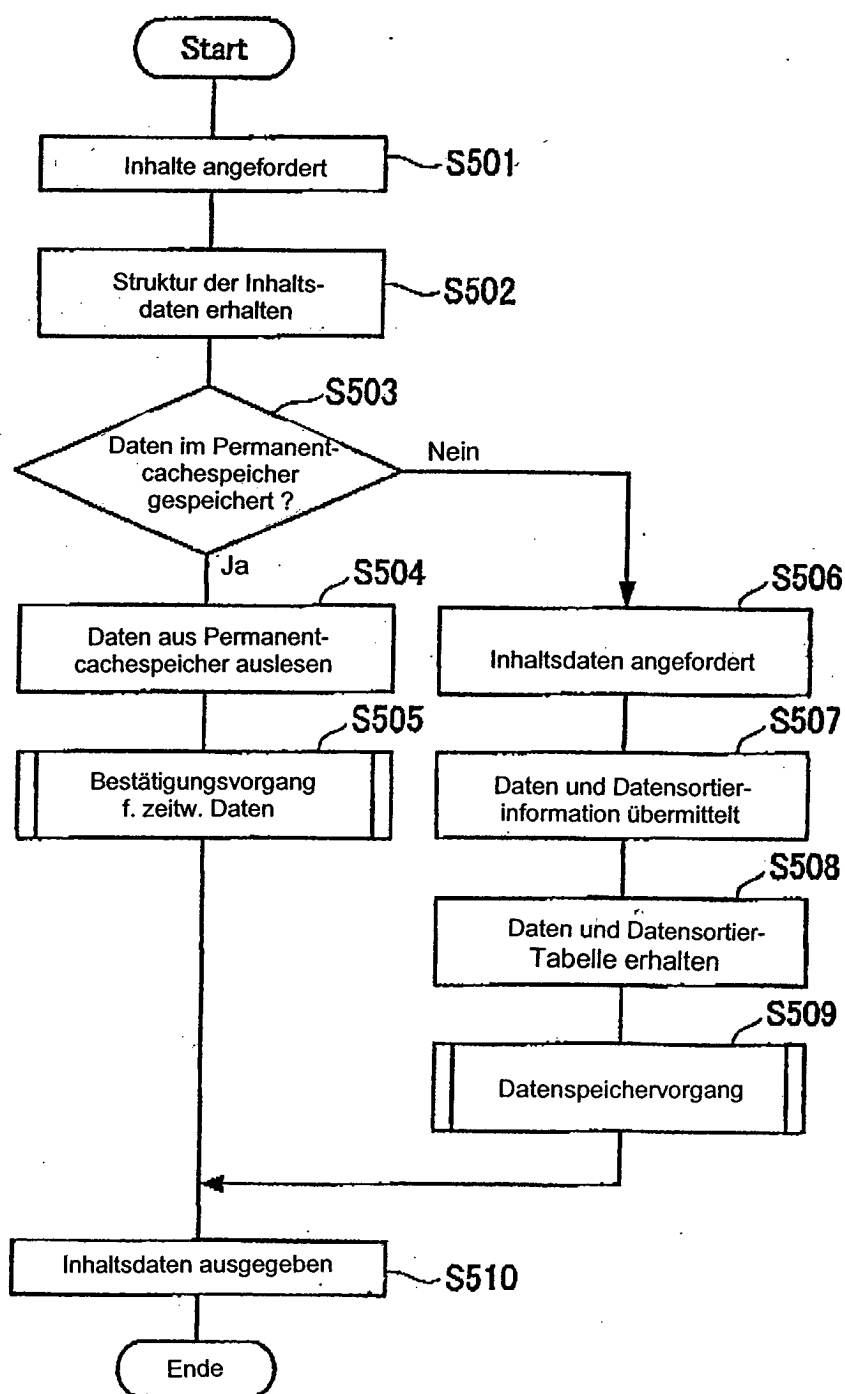 Start
Inhalte angefordert
S501
Struktur der Inhalts-
daten erhalten
S502
S503
Daten im Permanent-
cachespeicher
gespeichert ?
Nein
Ja
S504
Daten aus Permanent-
cachespeicher auslesen
S505
Bestätigungsvorgang
f. zeitw. Daten
S506
Inhaltsdaten angefordert
S507
Daten und Datensortier-
information übermittelt
S508
Daten und Datensortier-
Tabelle erhalten
S509
Datenspeichervorgang
Inhaltsdaten ausgegeben
S510
Ende